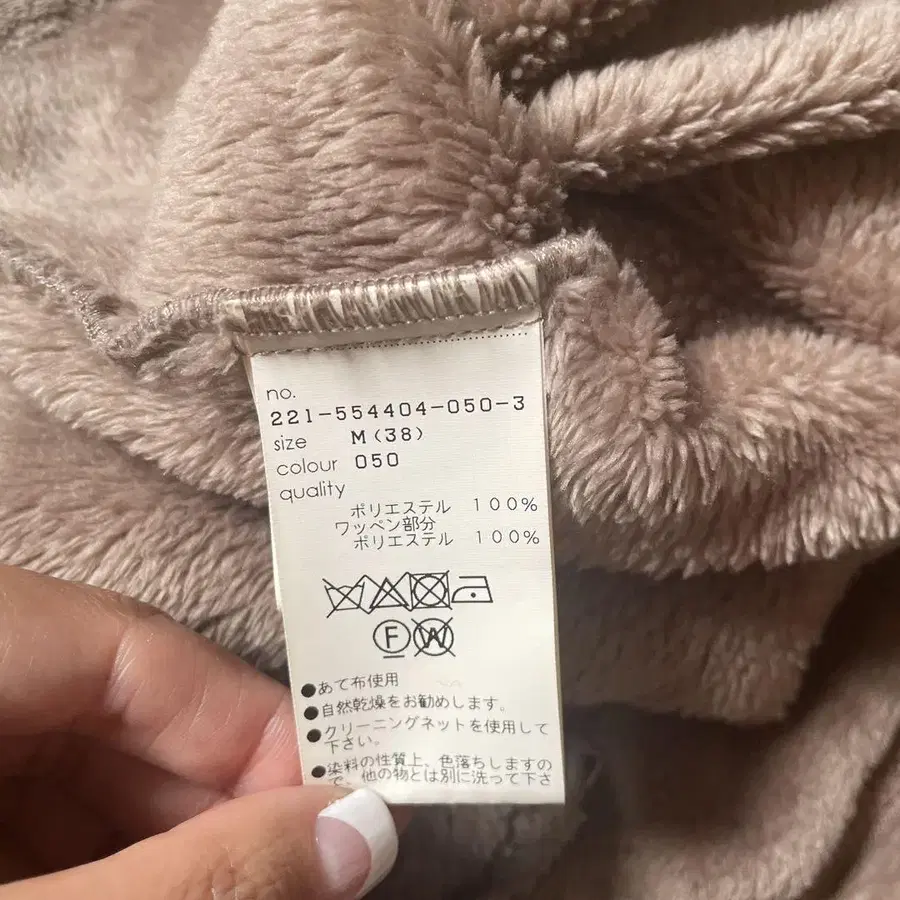 no.
221-554404-050-3
size M(38)
colour 050
quality
ポリエステル 100%
ワッペン部分
ポリエステル 100%
F W
●あて布使用
●自然乾燥をお勧めします。
●クリーニングネットを使用して
下さい。
●染料の性質上、色落ちしますの
で、他の物とは別に洗って下さ